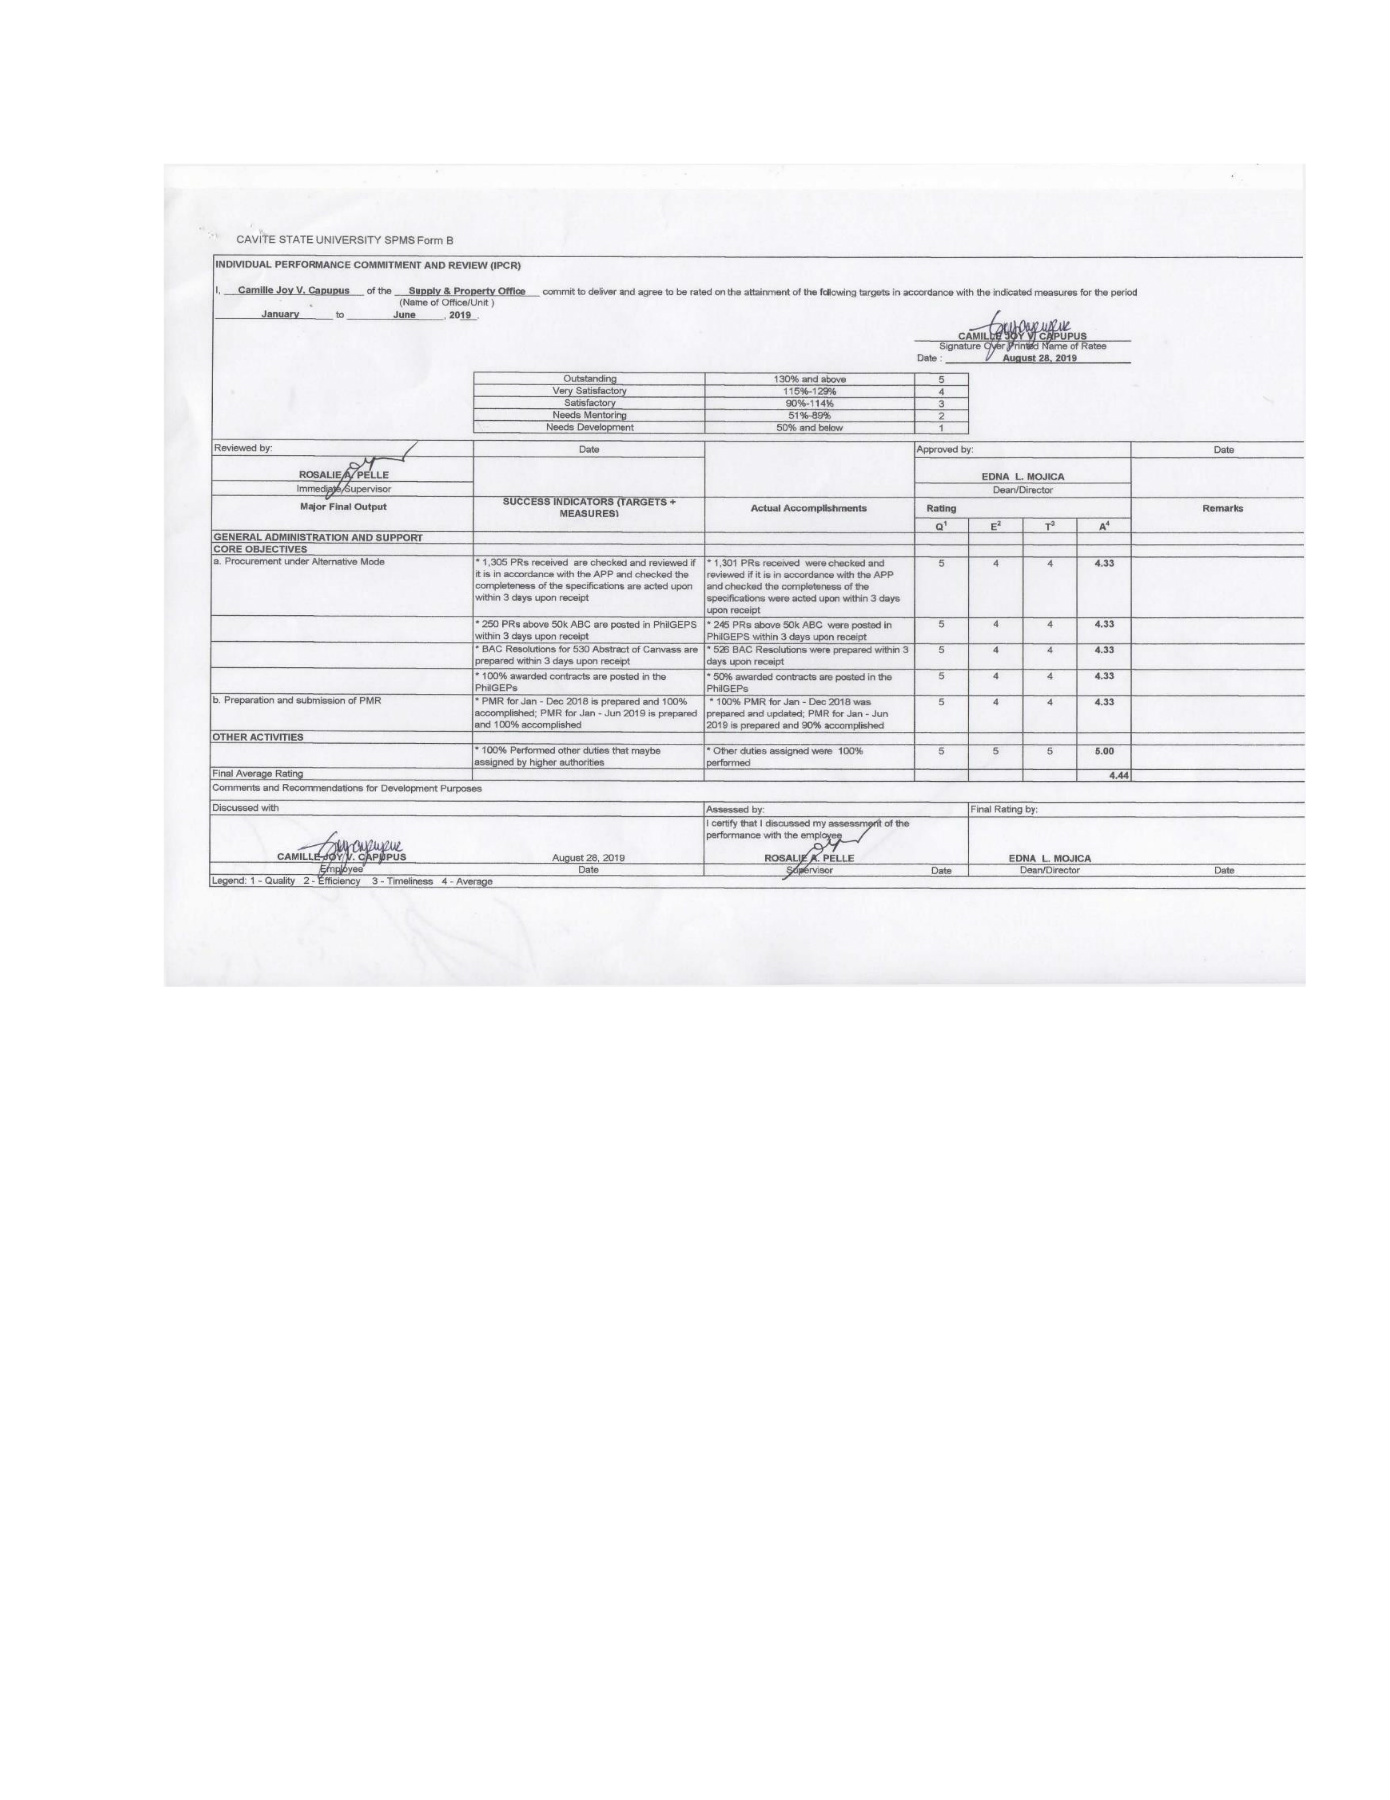 CAVITE STATE UNIVERSITY SPMS Form B
INDIVIDUAL PERFORMANCE COMMITMENT AND REVIEW (IPCR)
I, Camille Joy V. Capupus of the Supply & Property Office commit to deliver and agree to be rated on the attainment of the following targets in accordance with the indicated measures for the period
(Name of Office/Unit )
January to June , 2019 .
CAMILLE JOY V. CAPUPUS
Signature Over Printed Name of Ratee
Date : August 28, 2019
Outstanding 130% and above 5
Very Satisfactory 115%-129% 4
Satisfactory 90%-114% 3
Needs Mentoring 51%-89% 2
Needs Development 50% and below 1
Reviewed by: Date Approved by: Date
ROSALIE A. PELLE EDNA L. MOJICA
Immediate Supervisor Dean/Director
Major Final Output SUCCESS INDICATORS (TARGETS + MEASURES) Actual Accomplishments Rating Remarks
Q1 E2 T3 A4
GENERAL ADMINISTRATION AND SUPPORT
CORE OBJECTIVES
a. Procurement under Alternative Mode
* 1,305 PRs received are checked and reviewed if
it is in accordance with the APP and checked the
completeness of the specifications are acted upon
within 3 days upon receipt
* 1,301 PRs received were checked and
reviewed if it is in accordance with the APP
and checked the completeness of the
specifications were acted upon within 3 days
upon receipt
5 4 4 4.33
* 250 PRs above 50k ABC are posted in PhilGEPS
within 3 days upon receipt
* 245 PRs above 50k ABC were posted in
PhilGEPS within 3 days upon receipt
5 4 4 4.33
* BAC Resolutions for 530 Abstract of Canvass are
prepared within 3 days upon receipt
* 526 BAC Resolutions were prepared within 3
days upon receipt
5 4 4 4.33
* 100% awarded contracts are posted in the
PhilGEPs
* 50% awarded contracts are posted in the
PhilGEPs
5 4 4 4.33
b. Preparation and submission of PMR
* PMR for Jan - Dec 2018 is prepared and 100%
accomplished; PMR for Jan - Jun 2019 is prepared
and 100% accomplished
* 100% PMR for Jan - Dec 2018 was
prepared and updated; PMR for Jan - Jun
2019 is prepared and 90% accomplished
5 4 4 4.33
OTHER ACTIVITIES
* 100% Performed other duties that maybe
assigned by higher authorities
* Other duties assigned were 100%
performed
5 5 5 5.00
Final Average Rating 4.44
Comments and Recommendations for Development Purposes
Discussed with Assessed by: Final Rating by:
I certify that I discussed my assessment of the
performance with the employee
CAMILLE JOY V. CAPUPUS August 28, 2019 ROSALIE A. PELLE EDNA L. MOJICA
Employee Date Supervisor Date Dean/Director Date
Legend: 1 - Quality 2 - Efficiency 3 - Timeliness 4 - Average